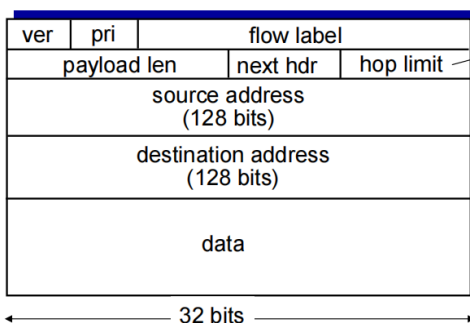 ver pri flow label
payload len next hdr hop limit
source address
(128 bits)
destination address
(128 bits)
data
32 bits